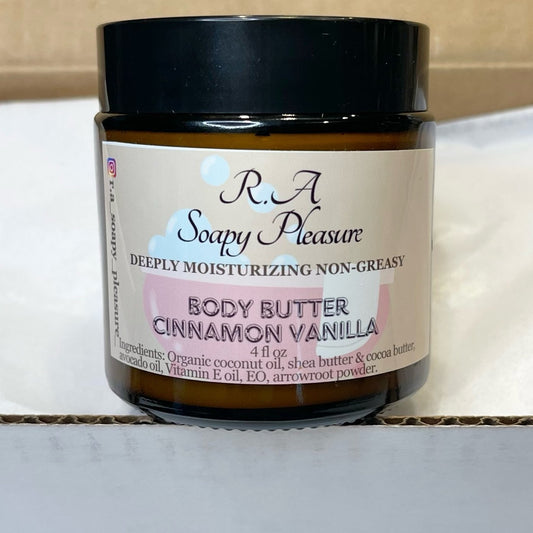 R.A
Soapy Pleasure
DEEPLY MOISTURIZING NON-GREASY
BODY BUTTER
CINNAMON VANILLA
4 fl oz
Ingredients: Organic coconut oil, shea butter & cocoa butter,
avocado oil, Vitamin E oil, EO, arrowroot powder.
r.a_soapy_pleasure